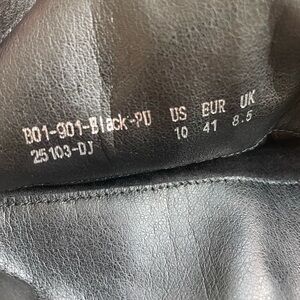 B01-901-Black-PU US EUR UK
25103-DJ 10 41 8.5